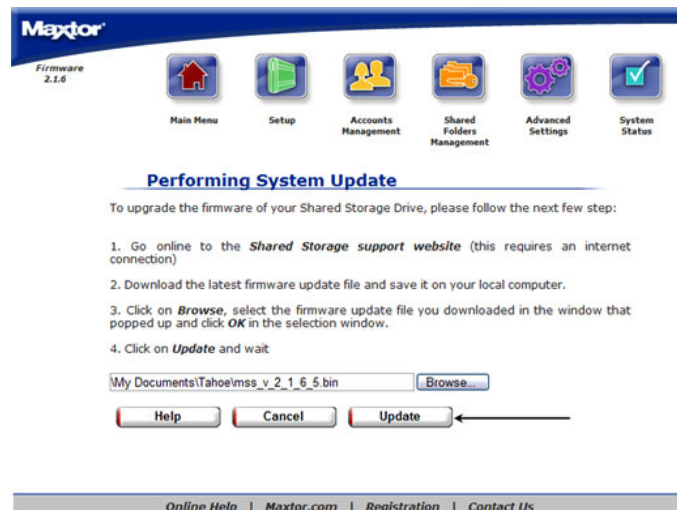 Maxtor
Firmware
2.1.6
Main Menu
Setup
Accounts
Management
Shared
Folders
Management
Advanced
Settings
System
Status
Performing System Update
To upgrade the firmware of your Shared Storage Drive, please follow the next few step:
1. Go online to the Shared Storage support website (this requires an internet
connection)
2. Download the latest firmware update file and save it on your local computer.
3. Click on Browse, select the firmware update file you downloaded in the window that
popped up and click OK in the selection window.
4. Click on Update and wait
\My Documents\Tahoe\mss_v_2_1_6_5.bin
Browse...
Help
Cancel
Update
Online Help | Maxtor.com | Registration | Contact Us